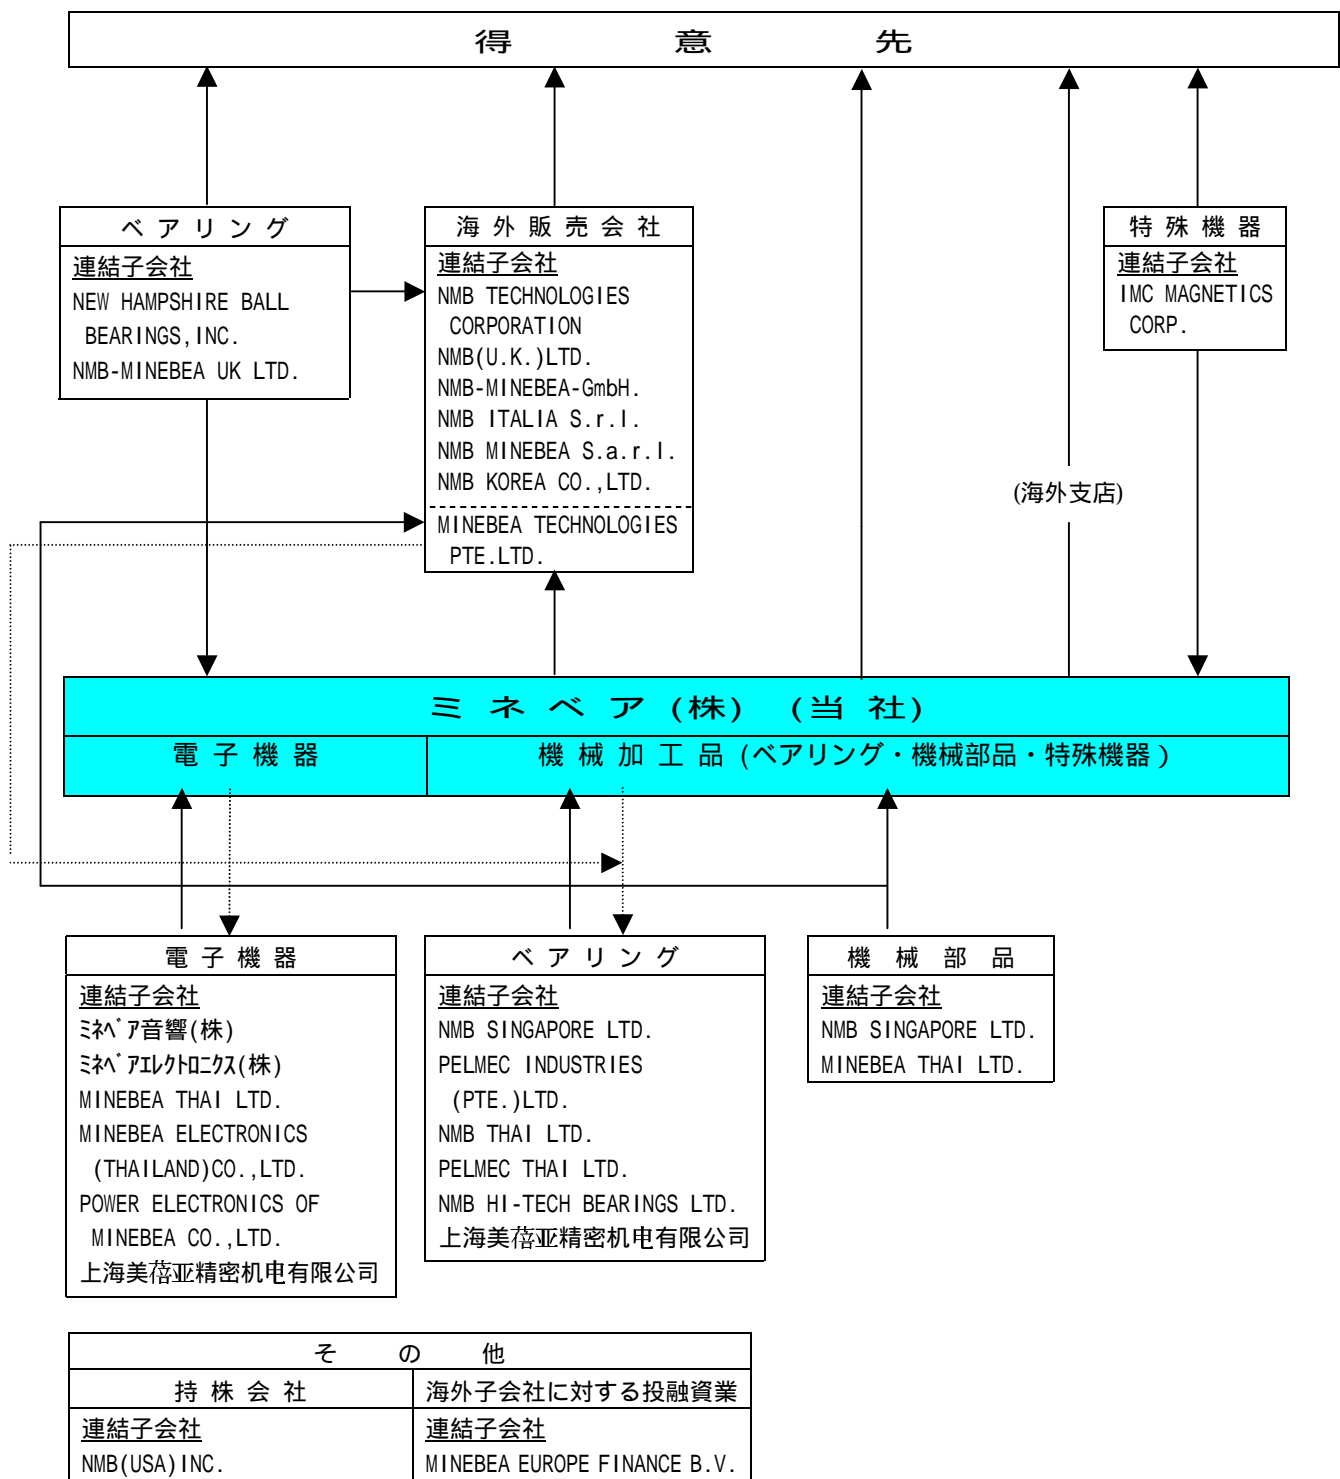 得意先
ベアリング
連結子会社
NEW HAMPSHIRE BALL
BEARINGS,INC.
NMB-MINEBEA UK LTD.
海外販売会社
連結子会社
NMB TECHNOLOGIES
CORPORATION
NMB(U.K.)LTD.
NMB-MINEBEA-GmbH.
NMB ITALIA S.r.l.
NMB MINEBEA S.a.r.l.
NMB KOREA CO.,LTD.
MINEBEA TECHNOLOGIES
PTE.LTD.
特殊機器
連結子会社
IMC MAGNETICS
CORP.
(海外支店)
ミネベア(株) (当社)
電子機器
機械加工品(ベアリング・機械部品・特殊機器)
電子機器
連結子会社
ミネベア音響(株)
ミネベアエレクトロニクス(株)
MINEBEA THAI LTD.
MINEBEA ELECTRONICS
(THAILAND)CO.,LTD.
POWER ELECTRONICS OF
MINEBEA CO.,LTD.
上海美蓓亚精密机电有限公司
ベアリング
連結子会社
NMB SINGAPORE LTD.
PELMEC INDUSTRIES
(PTE.)LTD.
NMB THAI LTD.
PELMEC THAI LTD.
NMB HI-TECH BEARINGS LTD.
上海美蓓亚精密机电有限公司
機械部品
連結子会社
NMB SINGAPORE LTD.
MINEBEA THAI LTD.
その他
持株会社
連結子会社
NMB(USA)INC.
海外子会社に対する投融資業
連結子会社
MINEBEA EUROPE FINANCE B.V.